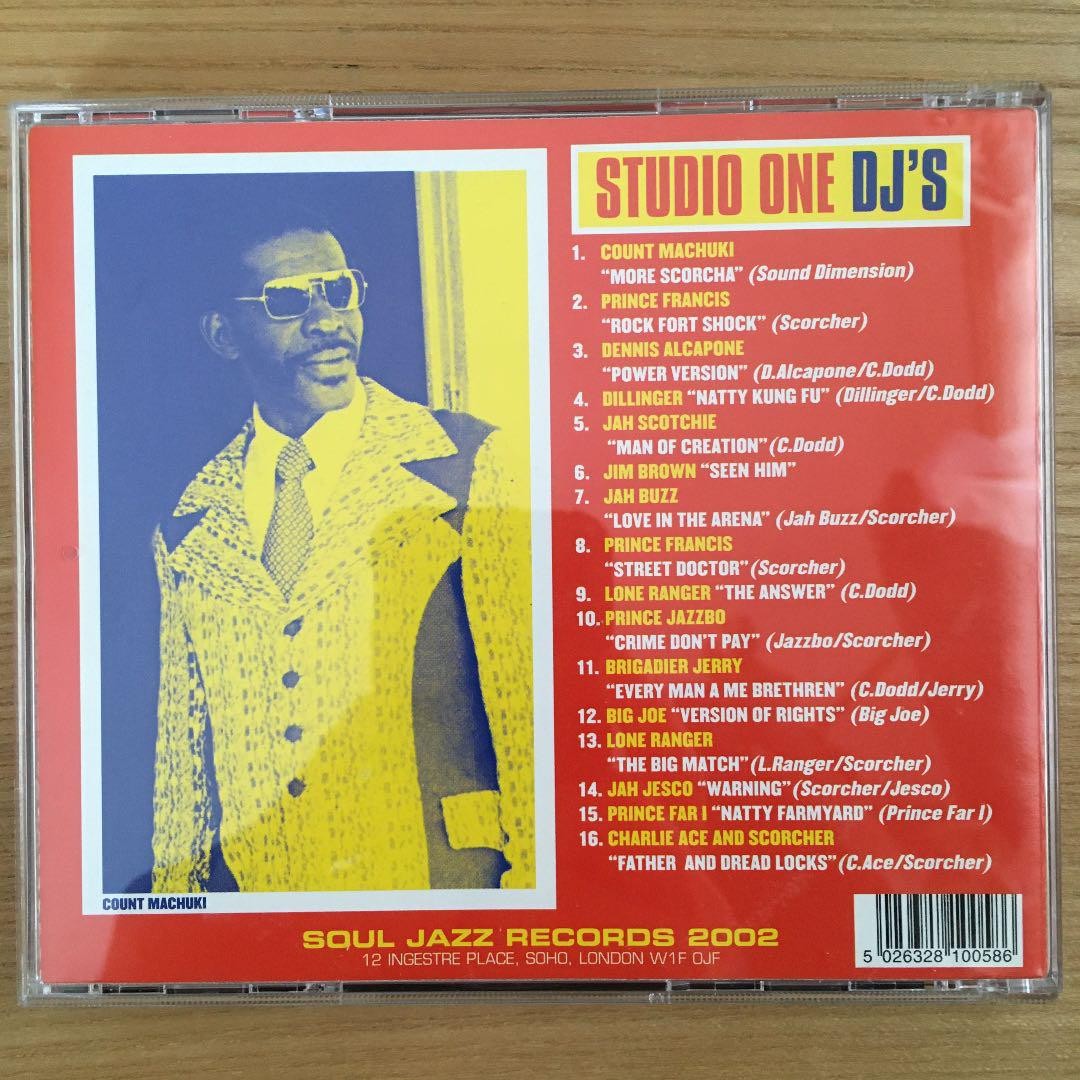 STUDIO ONE DJ'S
1. COUNT MACHUKI
"MORE SCORCHA" (Sound Dimension)
2. PRINCE FRANCIS
"ROCK FORT SHOCK" (Scorcher)
3. DENNIS ALCAPONE
"POWER VERSION" (D.Alcapone/C.Dodd)
4. DILLINGER "NATTY KUNG FU" (Dillinger/C.Dodd)
5. JAH SCOTCHIE
"MAN OF CREATION" (C.Dodd)
6. JIM BROWN "SEEN HIM"
7. JAH BUZZ
"LOVE IN THE ARENA" (Jah Buzz/Scorcher)
8. PRINCE FRANCIS
"STREET DOCTOR" (Scorcher)
9. LONE RANGER "THE ANSWER" (C.Dodd)
10. PRINCE JAZZBO
"CRIME DON'T PAY" (Jazzbo/Scorcher)
11. BRIGADIER JERRY
"EVERY MAN A ME BRETHREN" (C.Dodd/Jerry)
12. BIG JOE "VERSION OF RIGHTS" (Big Joe)
13. LONE RANGER
"THE BIG MATCH" (L.Ranger/Scorcher)
14. JAH JESCO "WARNING" (Scorcher/Jesco)
15. PRINCE FAR I "NATTY FARMYARD" (Prince Far I)
16. CHARLIE ACE AND SCORCHER
"FATHER AND DREAD LOCKS" (C.Ace/Scorcher)
COUNT MACHUKI
SOUL JAZZ RECORDS 2002
12 INGESTRE PLACE, SOHO, LONDON W1F 0JF
5 026328 100586